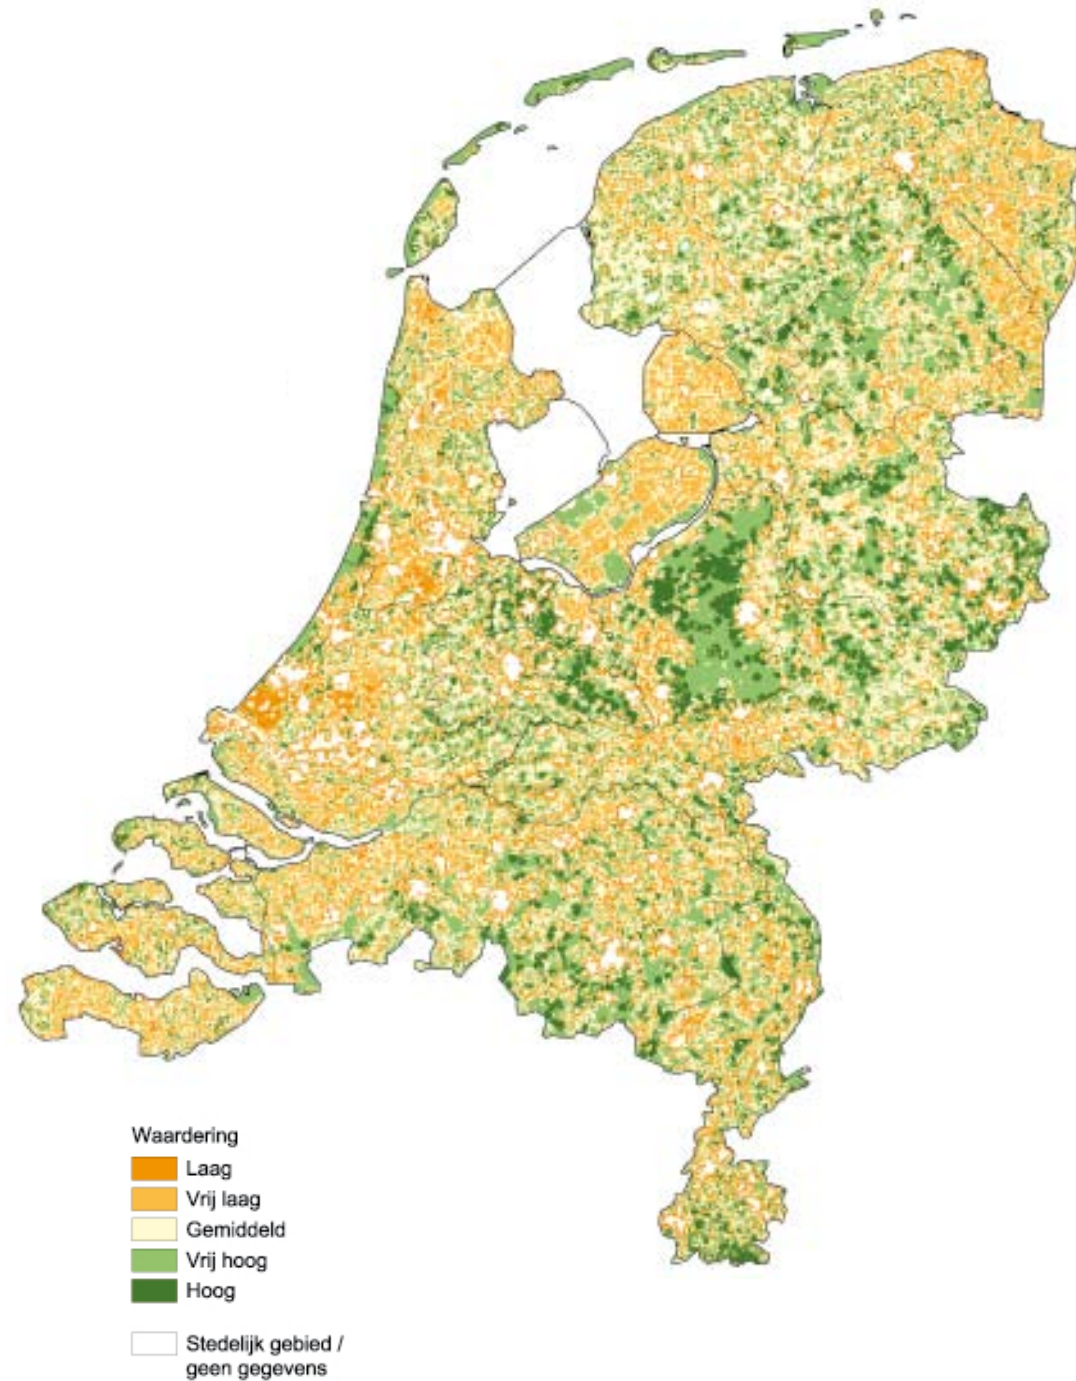 Waardering
Laag
Vrij laag
Gemiddeld
Vrij hoog
Hoog
Stedelijk gebied /
geen gegevens